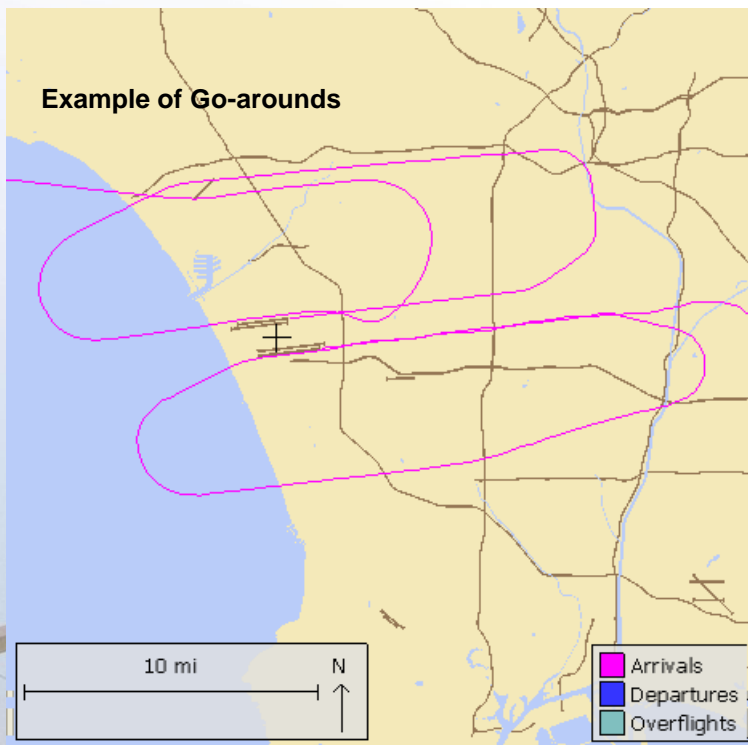 Example of Go-arounds
10 mi
N
Arrivals
Departures
Overflights